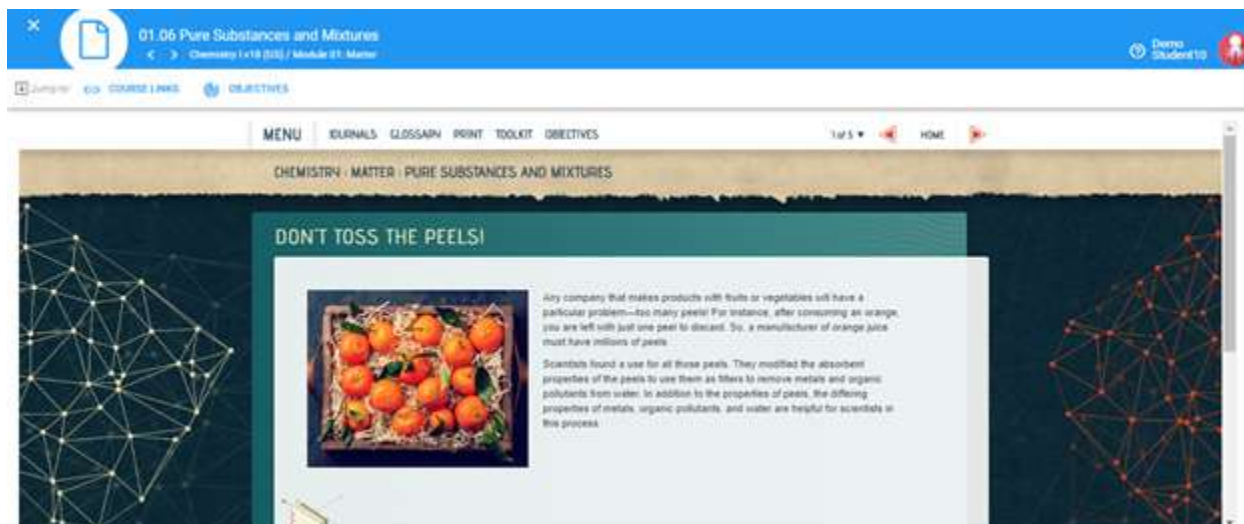 ×
01.06 Pure Substances and Mixtures
< > Chemistry 1 v18 (GS) / Module 01: Matter
Demo
Student10
Jump to: COURSE LINKS OBJECTIVES
MENU JOURNALS GLOSSARY PRINT TOOLKIT OBJECTIVES 1 of 5 ▼ HOME
CHEMISTRY : MATTER : PURE SUBSTANCES AND MIXTURES
DON'T TOSS THE PEELS!
Any company that makes products with fruits or vegetables will have a
particular problem—too many peels! For instance, after consuming an orange,
you are left with just one peel to discard. So, a manufacturer of orange juice
must have millions of peels.
Scientists found a use for all those peels. They modified the absorbent
properties of the peels to use them as filters to remove metals and organic
pollutants from water. In addition to the properties of peels, the differing
properties of metals, organic pollutants, and water are helpful for scientists in
this process.